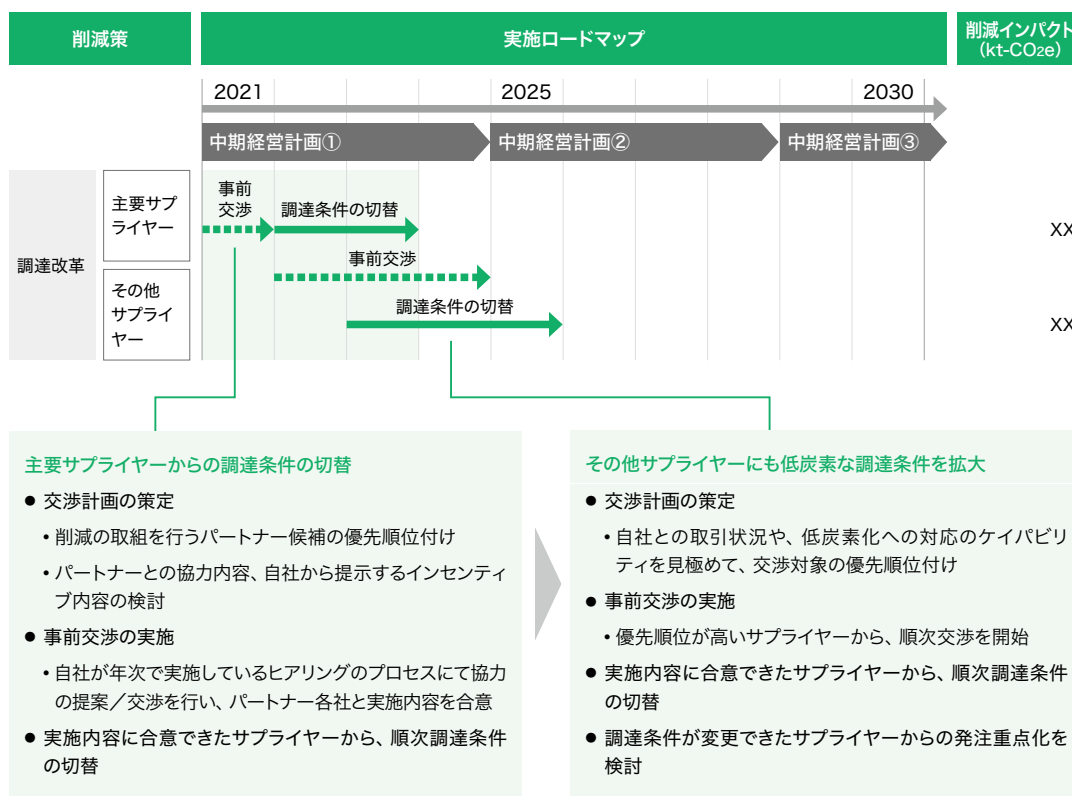 削減策
実施ロードマップ
削減インパクト
（kt-CO2e）
2021
2025
2030
中期経営計画①
中期経営計画②
中期経営計画③
調達改革
主要サプ
ライヤー
事前
交渉
調達条件の切替
XX
事前交渉
その他
サプライ
ヤー
調達条件の切替
XX
主要サプライヤーからの調達条件の切替
● 交渉計画の策定
• 削減の取組を行うパートナー候補の優先順位付け
• パートナーとの協力内容、自社から提示するインセンティ
ブ内容の検討
● 事前交渉の実施
• 自社が年次で実施しているヒアリングのプロセスにて協力
の提案／交渉を行い、パートナー各社と実施内容を合意
● 実施内容に合意できたサプライヤーから、順次調達条件
の切替
その他サプライヤーにも低炭素な調達条件を拡大
● 交渉計画の策定
• 自社との取引状況や、低炭素化への対応のケイパビリ
ティを見極めて、交渉対象の優先順位付け
● 事前交渉の実施
• 優先順位が高いサプライヤーから、順次交渉を開始
● 実施内容に合意できたサプライヤーから、順次調達条件
の切替
● 調達条件が変更できたサプライヤーからの発注重点化を
検討